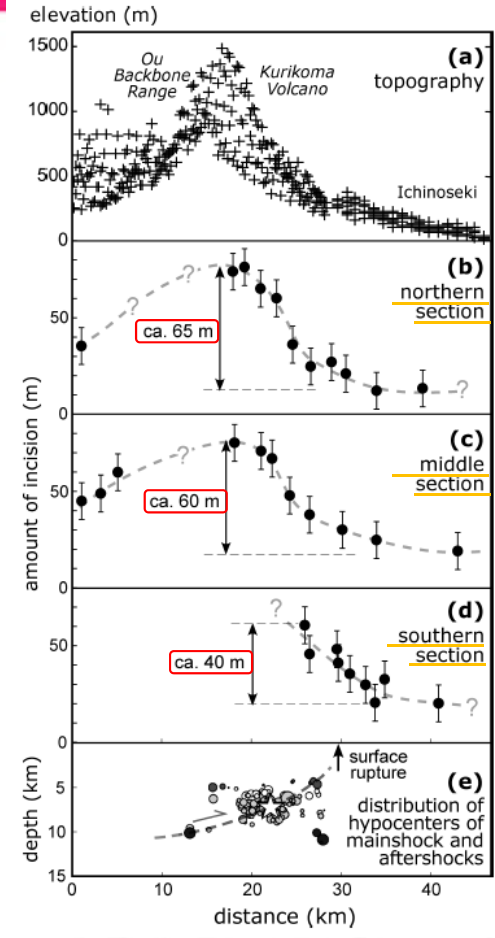 elevation (m)
1500
1000
500
0
Ou
Backbone
Range
Kurikoma
Volcano
(a)
topography
Ichinoseki
amount of incision (m)
50
0
?
?
ca. 65 m
(b)
northern
section
?
50
0
?
ca. 60 m
(c)
middle
section
50
0
?
ca. 40 m
(d)
southern
section
?
depth (km)
5
10
15
surface
rupture
(e)
distribution of
hypocenters of
mainshock and
aftershocks
0
10
20
30
40
distance (km)